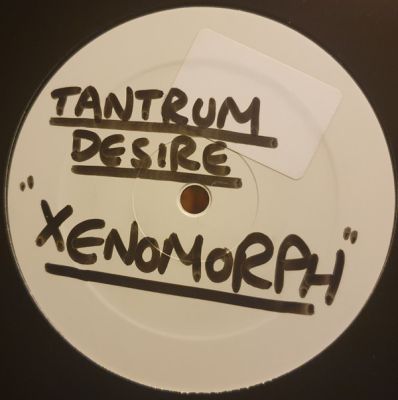 TANTRUM
DESIRE
"XENOMORPH"